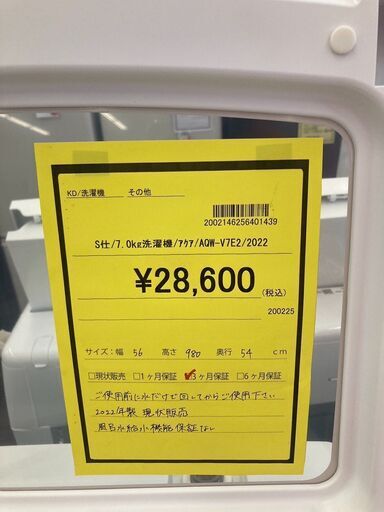 KD/洗濯機 その他
2002146256401439
S仕/7.0kg洗濯機/アクア/AQW-V7E2/2022
¥28,600(税込)
200225
サイズ:幅 56 高さ 980 奥行 54 cm
□現状販売 □1ヶ月保証 ☑3ヶ月保証 □6ヶ月保証
ご使用前に水だけで回してからご使用下さい
2022年製 現状販売
風呂水給水機能保証なし